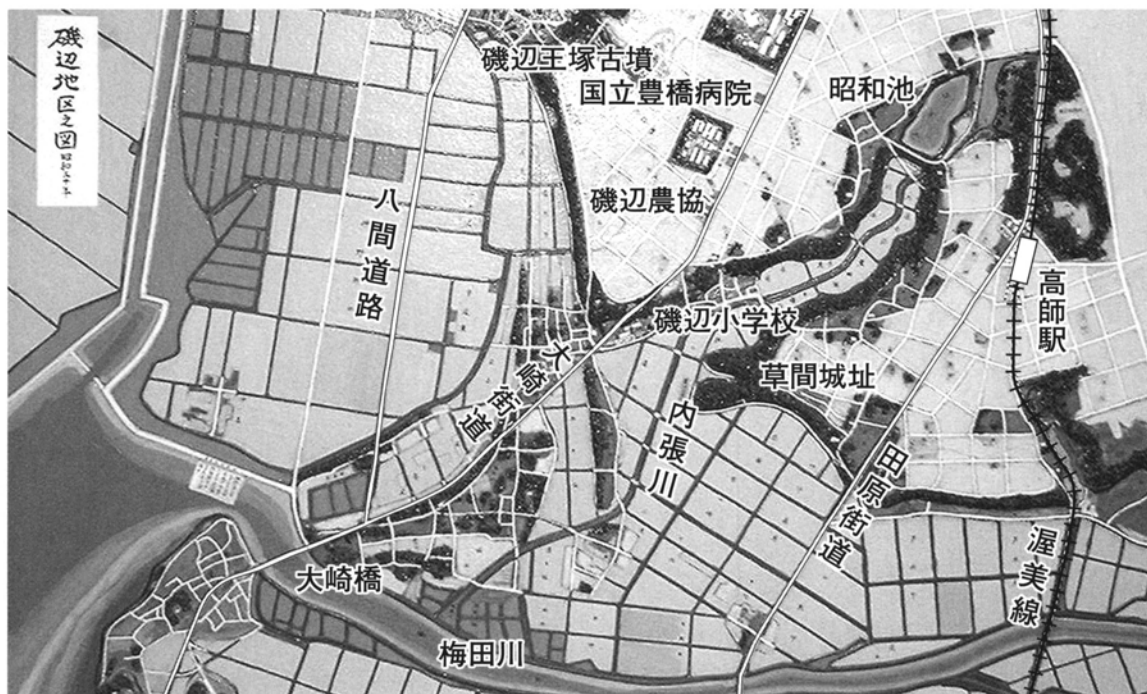 磯辺地区之図
磯辺王塚古墳
国立豊橋病院
昭和池
八間道路
磯辺農協
高師駅
磯辺小学校
大崎街道
草間城址
内張川
田原街道
渥美線
大崎橋
梅田川